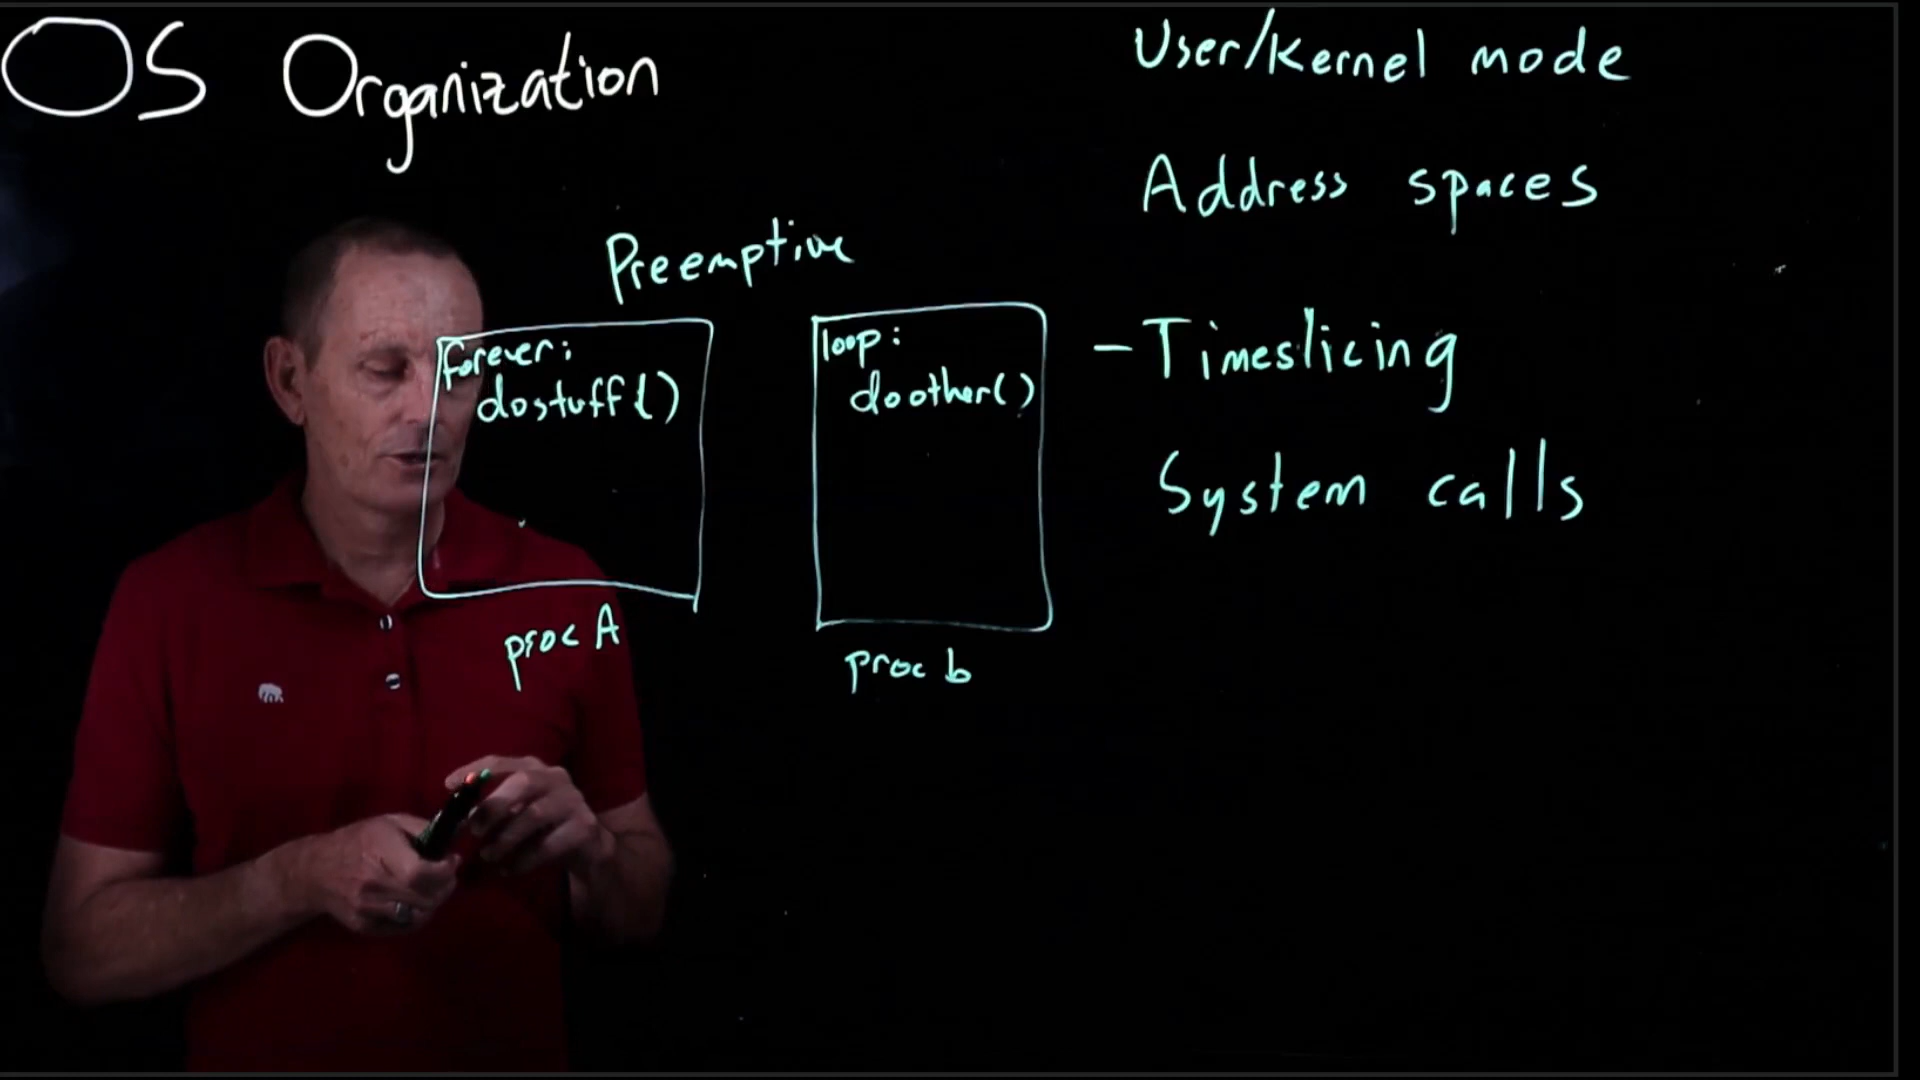 OS Organization
User/Kernel mode
Address spaces
Preemptive
forever:
dostuff()
proc A
loop:
doother()
proc b
- Timeslicing
System calls